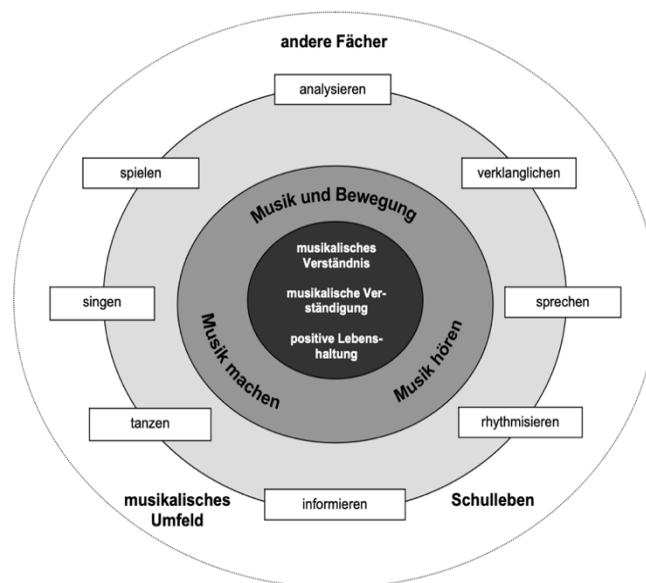 andere Fächer
analysieren
spielen
verklanglichen
Musik und Bewegung
musikalisches
Verständnis
musikalische Ver-
ständigung
positive Lebens-
haltung
singen
sprechen
Musik machen
Musik hören
tanzen
rhythmisieren
musikalisches
Umfeld
informieren
Schulleben